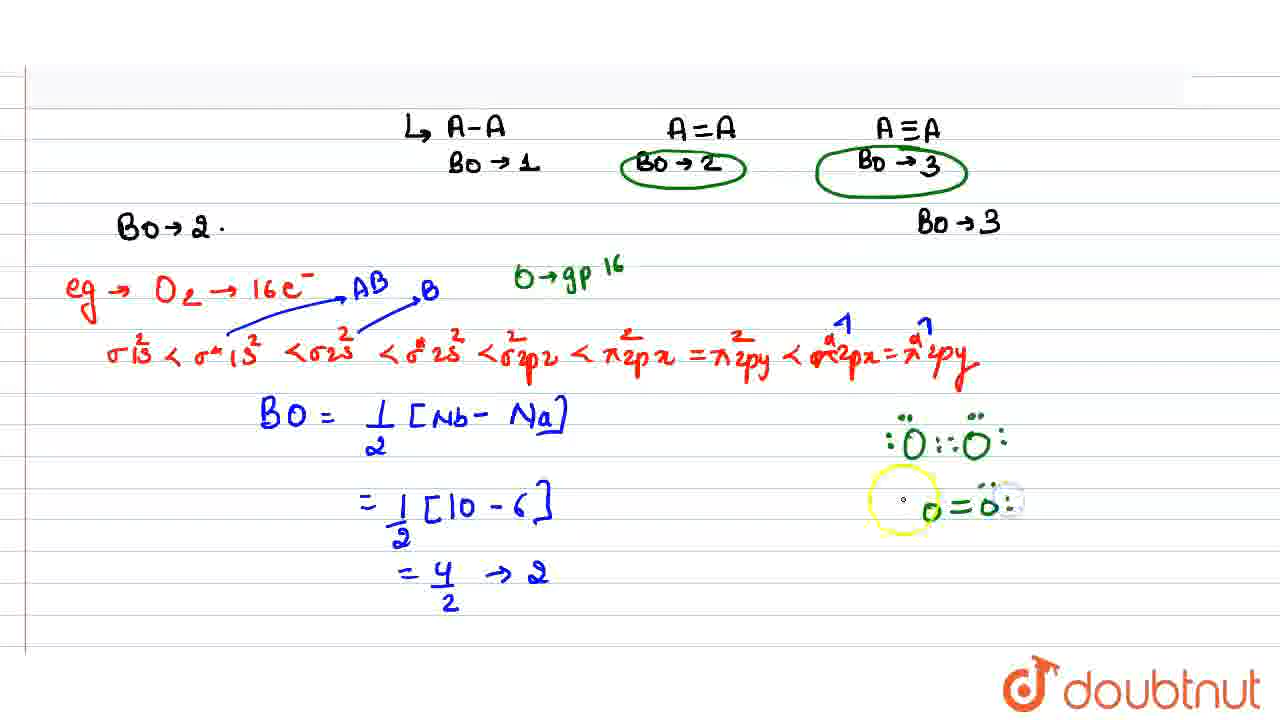 ↳ A-A A=A A≡A
BO→1 BO→2 BO→3
BO→2. BO→3
eg→ O₂→16e⁻ →AB →B O→gp 16
σ1s² < σ*1s² < σ2s² < σ*2s² < σ2pz² < π2px² = π2py² < π*2px¹ = π*2py¹
BO = 1/2 [Nb - Na]
:Ö::Ö:
= 1/2 [10 - 6]
O=Ö:
= 4/2 → 2
doubtnut